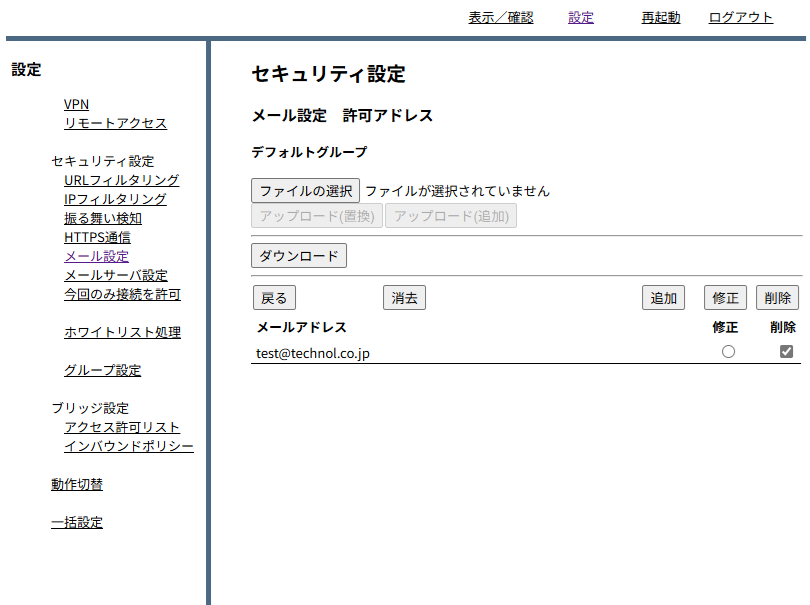 表示／確認 設定 再起動 ログアウト
設定
VPN
リモートアクセス
セキュリティ設定
URLフィルタリング
IPフィルタリング
振る舞い検知
HTTPS通信
メール設定
メールサーバ設定
今回のみ接続を許可
ホワイトリスト処理
グループ設定
ブリッジ設定
アクセス許可リスト
インバウンドポリシー
動作切替
一括設定
セキュリティ設定
メール設定　許可アドレス
デフォルトグループ
ファイルの選択 ファイルが選択されていません
アップロード(置換) アップロード(追加)
ダウンロード
戻る 消去 追加 修正 削除
メールアドレス 修正 削除
test@technol.co.jp